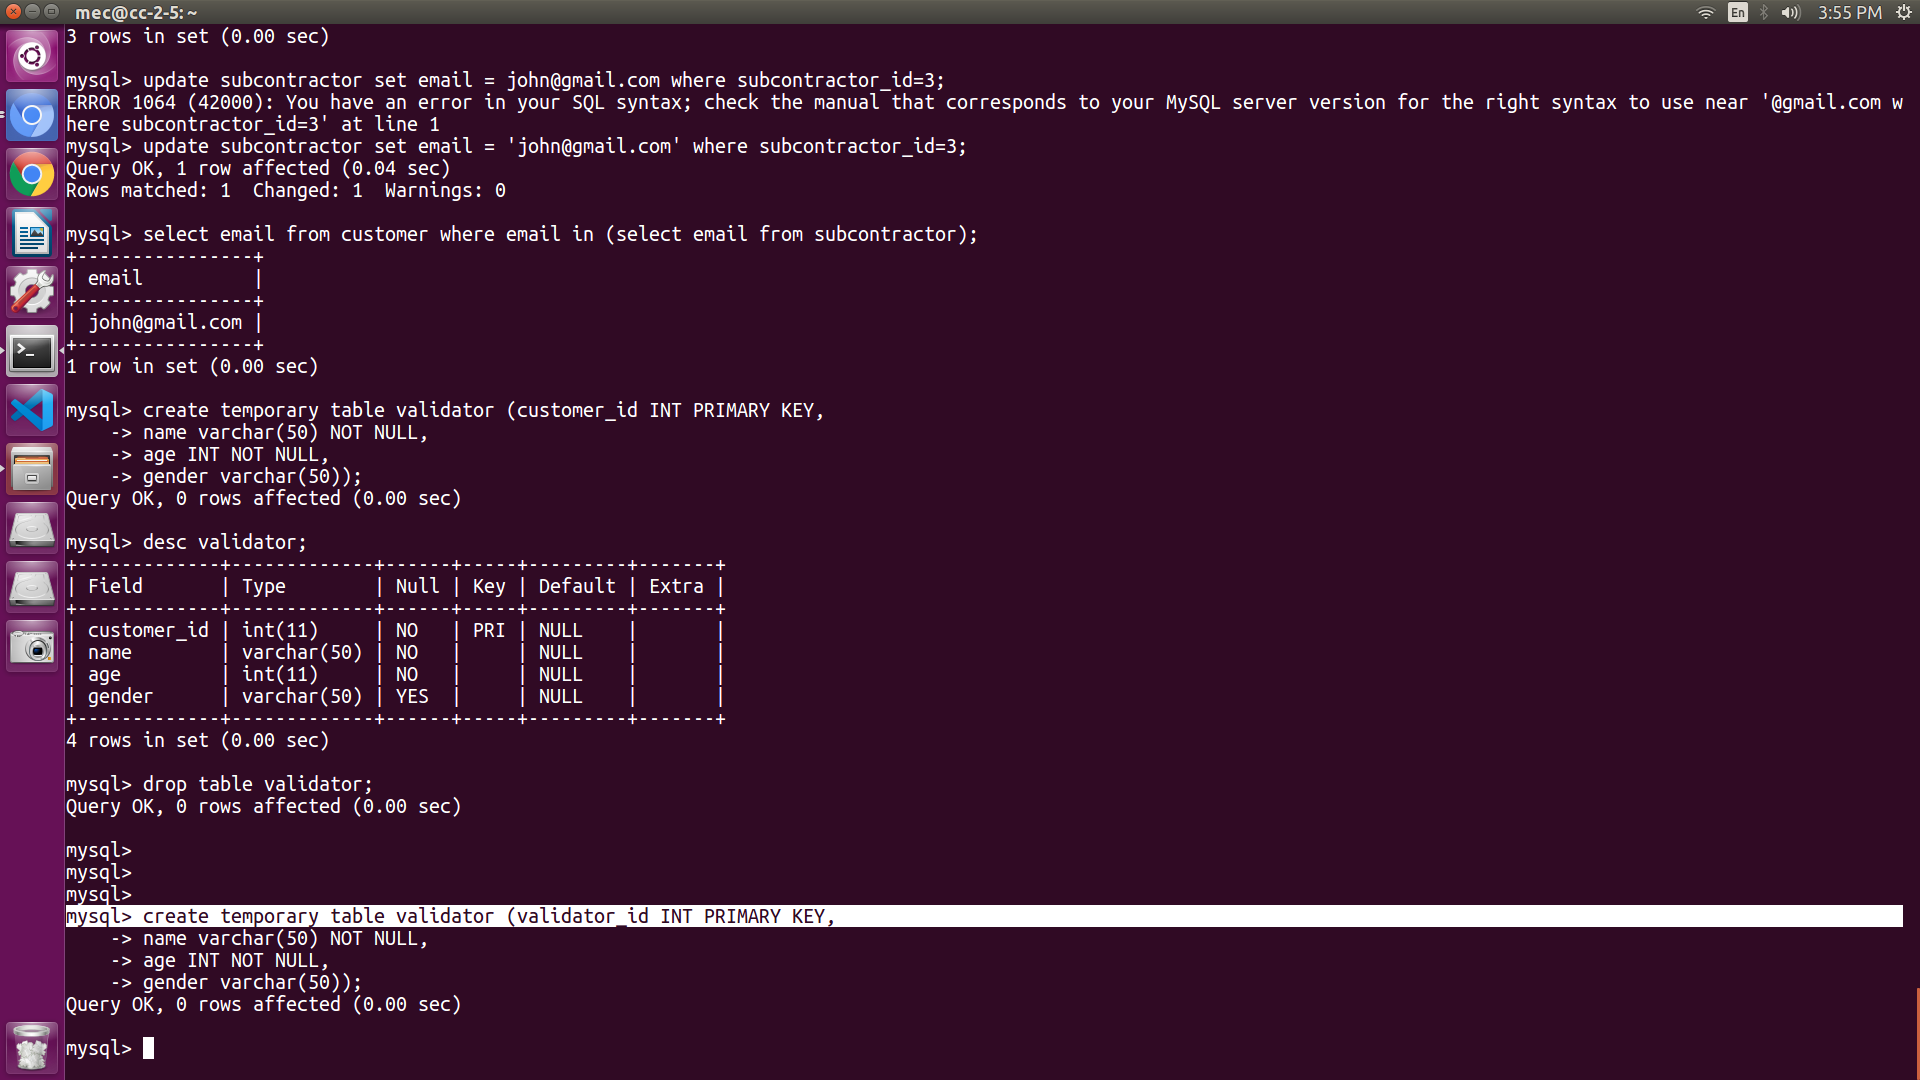 mec@cc-2-5: ~
En
3:55 PM
3 rows in set (0.00 sec)
mysql> update subcontractor set email = john@gmail.com where subcontractor_id=3;
ERROR 1064 (42000): You have an error in your SQL syntax; check the manual that corresponds to your MySQL server version for the right syntax to use near '@gmail.com w
here subcontractor_id=3' at line 1
mysql> update subcontractor set email = 'john@gmail.com' where subcontractor_id=3;
Query OK, 1 row affected (0.04 sec)
Rows matched: 1  Changed: 1  Warnings: 0
mysql> select email from customer where email in (select email from subcontractor);
+----------------+
| email          |
+----------------+
| john@gmail.com |
+----------------+
1 row in set (0.00 sec)
mysql> create temporary table validator (customer_id INT PRIMARY KEY,
    -> name varchar(50) NOT NULL,
    -> age INT NOT NULL,
    -> gender varchar(50));
Query OK, 0 rows affected (0.00 sec)
mysql> desc validator;
+-------------+-------------+------+-----+---------+-------+
| Field       | Type        | Null | Key | Default | Extra |
+-------------+-------------+------+-----+---------+-------+
| customer_id | int(11)     | NO   | PRI | NULL    |       |
| name        | varchar(50) | NO   |     | NULL    |       |
| age         | int(11)     | NO   |     | NULL    |       |
| gender      | varchar(50) | YES  |     | NULL    |       |
+-------------+-------------+------+-----+---------+-------+
4 rows in set (0.00 sec)
mysql> drop table validator;
Query OK, 0 rows affected (0.00 sec)
mysql>
mysql>
mysql>
mysql> create temporary table validator (validator_id INT PRIMARY KEY,
    -> name varchar(50) NOT NULL,
    -> age INT NOT NULL,
    -> gender varchar(50));
Query OK, 0 rows affected (0.00 sec)
mysql>